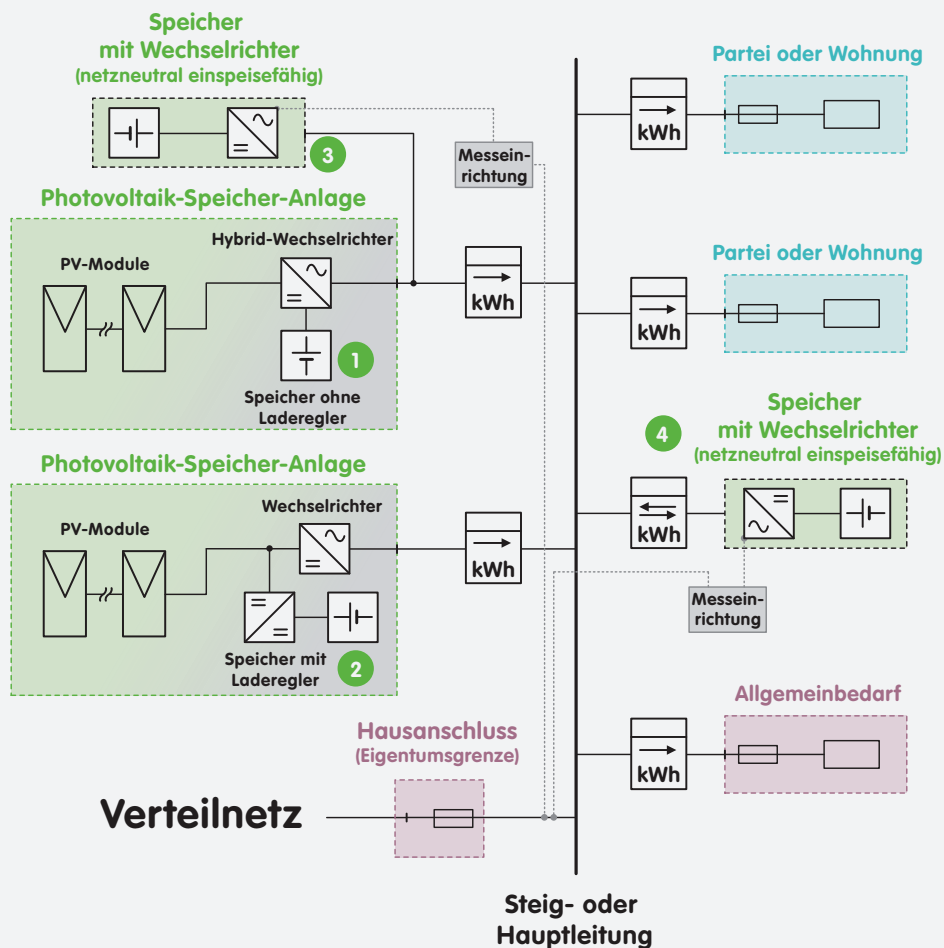 Speicher
mit Wechselrichter
(netzneutral einspeisefähig)
3
Messein-
richtung
Photovoltaik-Speicher-Anlage
Hybrid-Wechselrichter
PV-Module
kWh
1
Speicher ohne
Laderegler
Photovoltaik-Speicher-Anlage
Wechselrichter
PV-Module
kWh
Speicher mit
Laderegler
2
Hausanschluss
(Eigentumsgrenze)
Verteilnetz
Steig- oder
Hauptleitung
Partei oder Wohnung
kWh
Partei oder Wohnung
kWh
4
Speicher
mit Wechselrichter
(netzneutral einspeisefähig)
kWh
Messein-
richtung
Allgemeinbedarf
kWh